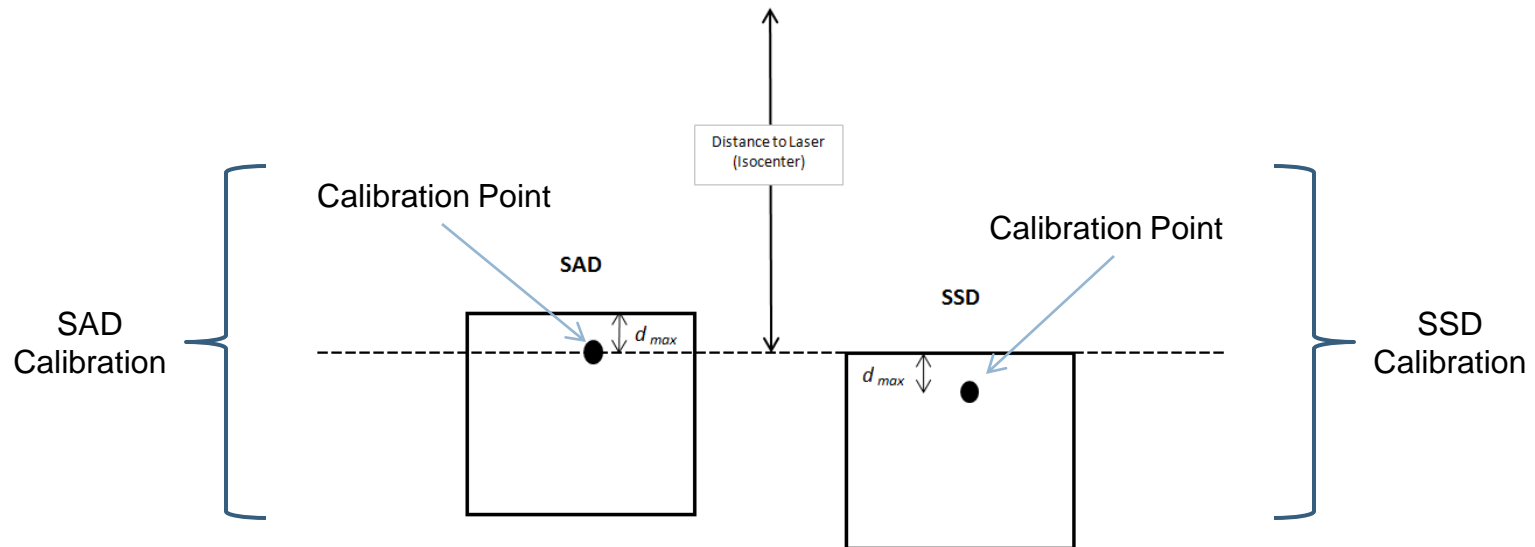 Distance to Laser
(Isocenter)
Calibration Point
Calibration Point
SAD
SSD
SAD
Calibration
d max
d max
SSD
Calibration